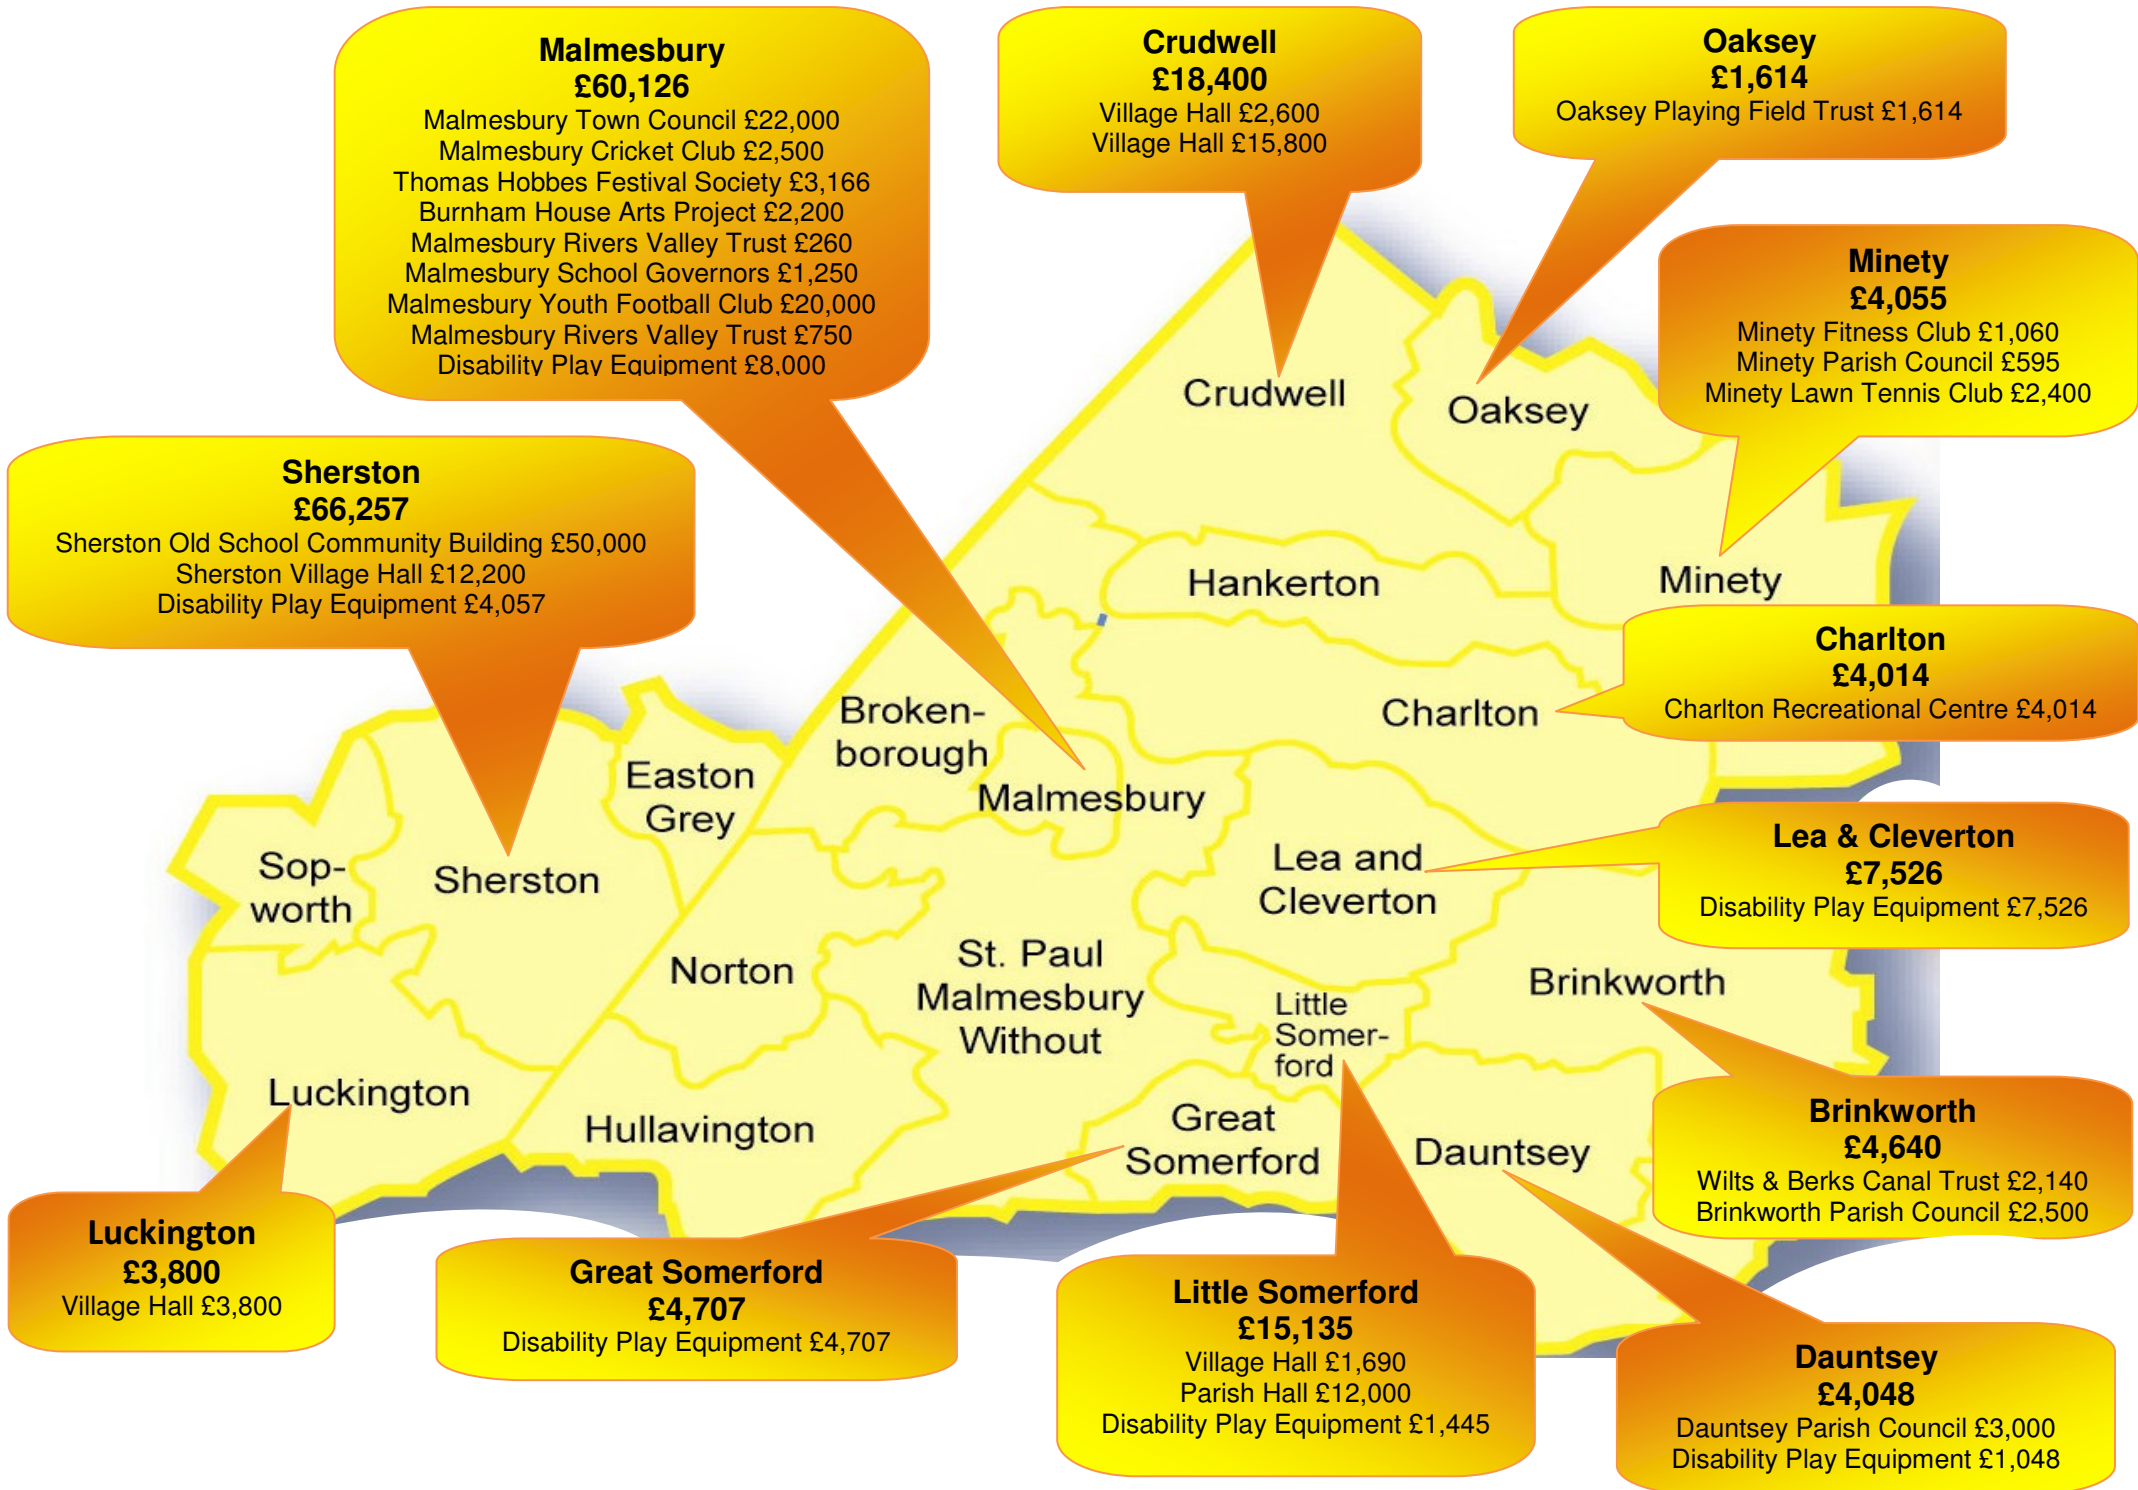 Malmesbury
£60,126
Malmesbury Town Council £22,000
Malmesbury Cricket Club £2,500
Thomas Hobbes Festival Society £3,166
Burnham House Arts Project £2,200
Malmesbury Rivers Valley Trust £260
Malmesbury School Governors £1,250
Malmesbury Youth Football Club £20,000
Malmesbury Rivers Valley Trust £750
Disability Play Equipment £8,000
Crudwell
£18,400
Village Hall £2,600
Village Hall £15,800
Oaksey
£1,614
Oaksey Playing Field Trust £1,614
Minety
£4,055
Minety Fitness Club £1,060
Minety Parish Council £595
Minety Lawn Tennis Club £2,400
Sherston
£66,257
Sherston Old School Community Building £50,000
Sherston Village Hall £12,200
Disability Play Equipment £4,057
Crudwell
Oaksey
Hankerton
Minety
Charlton
£4,014
Charlton Recreational Centre £4,014
Broken-
borough
Charlton
Easton
Grey
Malmesbury
Lea & Cleverton
£7,526
Disability Play Equipment £7,526
Sop-
worth
Sherston
Lea and
Cleverton
Norton
St. Paul
Malmesbury
Without
Little
Somer-
ford
Brinkworth
Luckington
Hullavington
Great
Somerford
Dauntsey
Brinkworth
£4,640
Wilts & Berks Canal Trust £2,140
Brinkworth Parish Council £2,500
Luckington
£3,800
Village Hall £3,800
Great Somerford
£4,707
Disability Play Equipment £4,707
Little Somerford
£15,135
Village Hall £1,690
Parish Hall £12,000
Disability Play Equipment £1,445
Dauntsey
£4,048
Dauntsey Parish Council £3,000
Disability Play Equipment £1,048